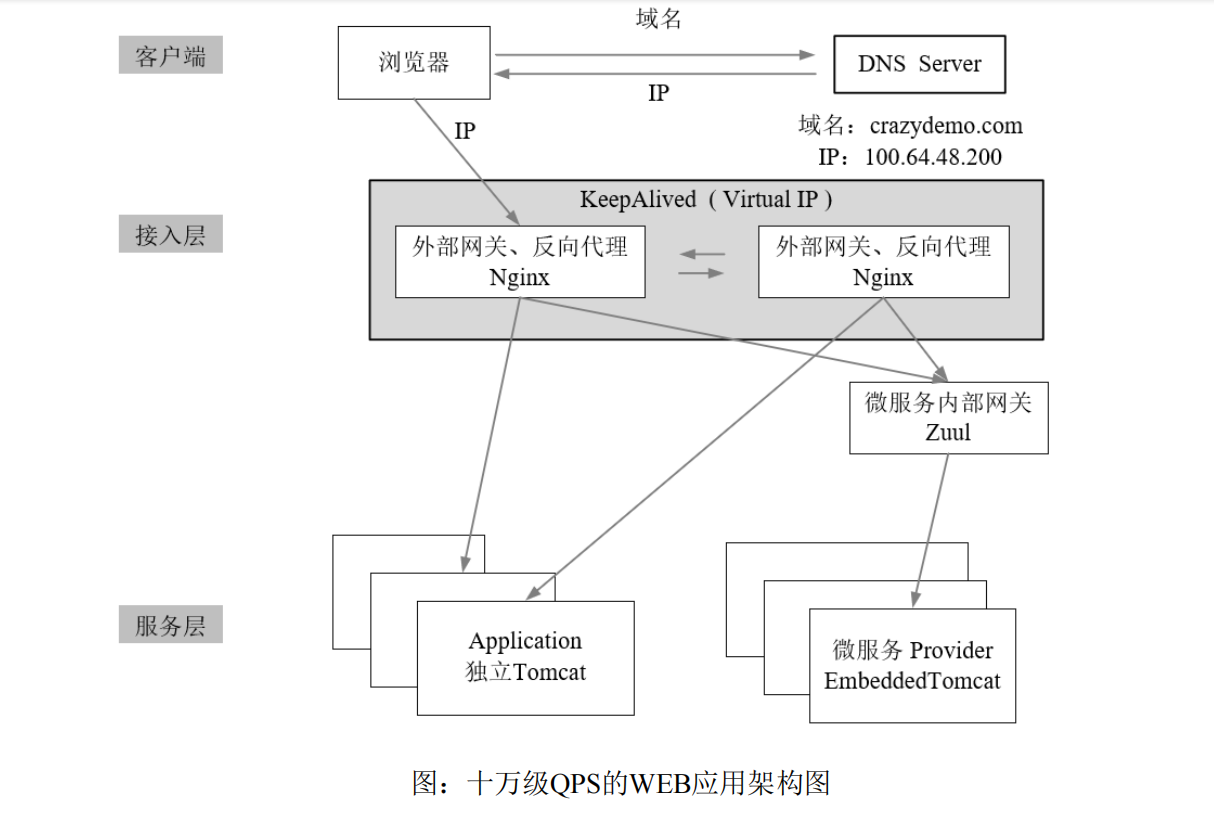 域名
客户端
浏览器
DNS Server
IP
域名：crazydemo.com
IP：100.64.48.200
IP
KeepAlived ( Virtual IP )
接入层
外部网关、反向代理
Nginx
外部网关、反向代理
Nginx
微服务内部网关
Zuul
服务层
Application
独立Tomcat
微服务 Provider
EmbeddedTomcat
图：十万级QPS的WEB应用架构图